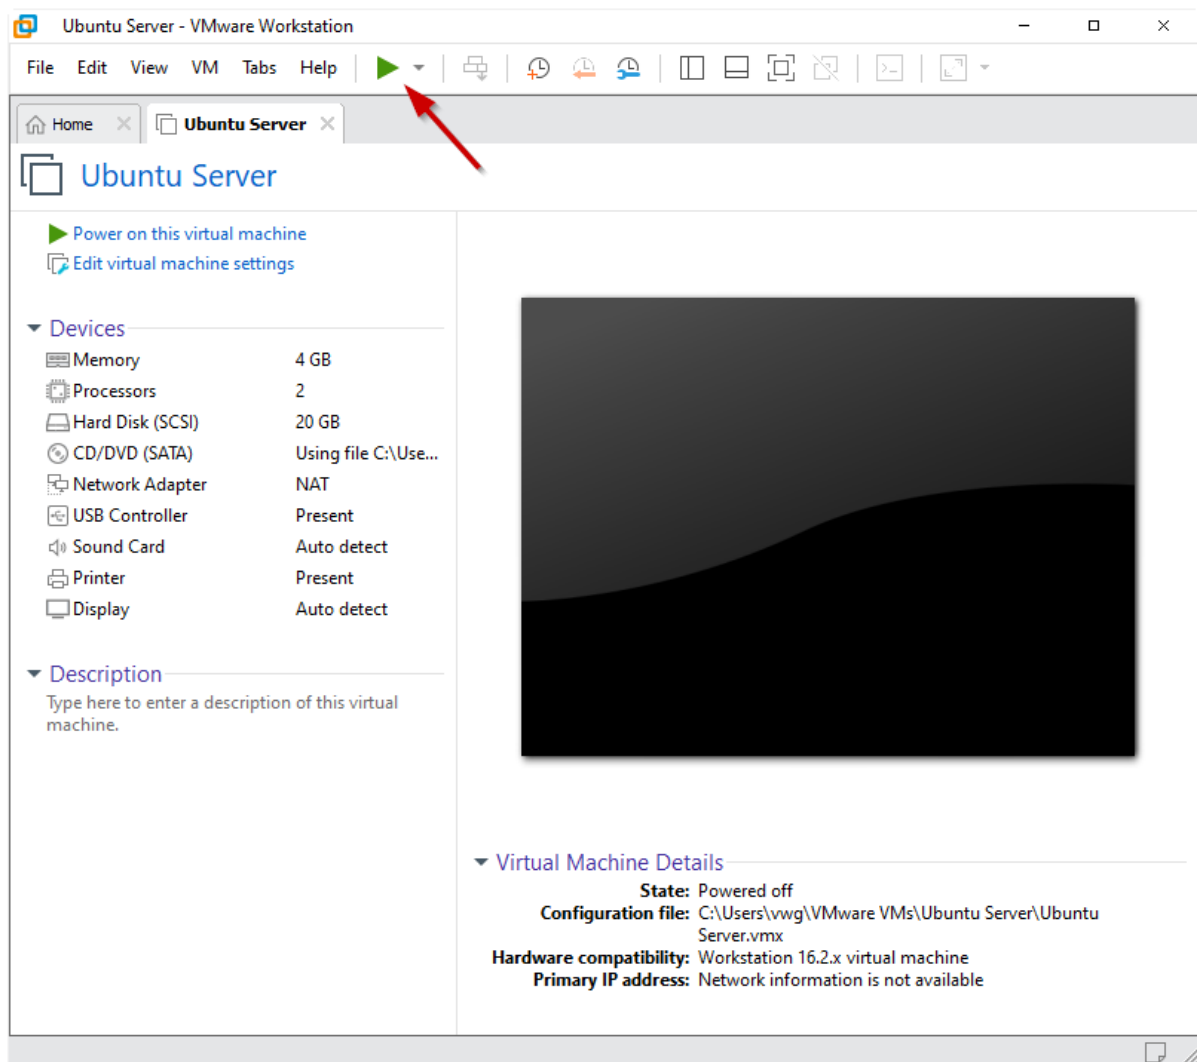 Ubuntu Server - VMware Workstation
File Edit View VM Tabs Help
Home Ubuntu Server
Ubuntu Server
Power on this virtual machine
Edit virtual machine settings
Devices
Memory 4 GB
Processors 2
Hard Disk (SCSI) 20 GB
CD/DVD (SATA) Using file C:\Use...
Network Adapter NAT
USB Controller Present
Sound Card Auto detect
Printer Present
Display Auto detect
Description
Type here to enter a description of this virtual
machine.
Virtual Machine Details
State: Powered off
Configuration file: C:\Users\vwg\VMware VMs\Ubuntu Server\Ubuntu
Server.vmx
Hardware compatibility: Workstation 16.2.x virtual machine
Primary IP address: Network information is not available